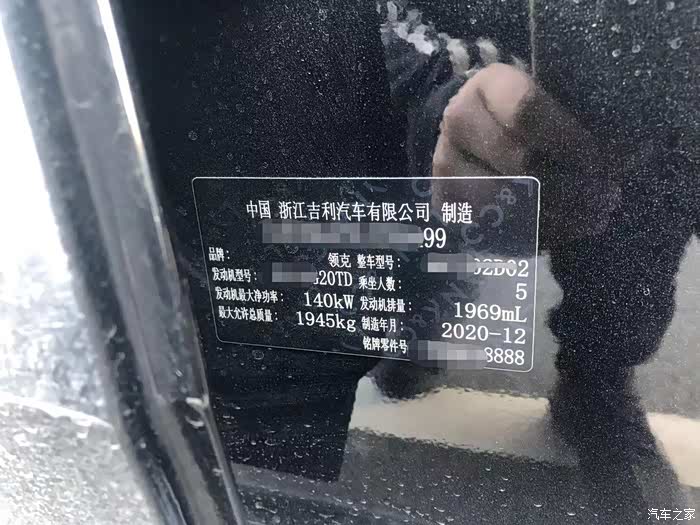 中国 浙江吉利汽车有限公司 制造
99
品牌: 领克 整车型号: 02B02
发动机型号: G20TD 乘坐人数: 5
发动机最大净功率: 140kW 发动机排量: 1969mL
最大允许总质量: 1945kg 制造年月: 2020-12
铭牌零件号 8888
汽车之家